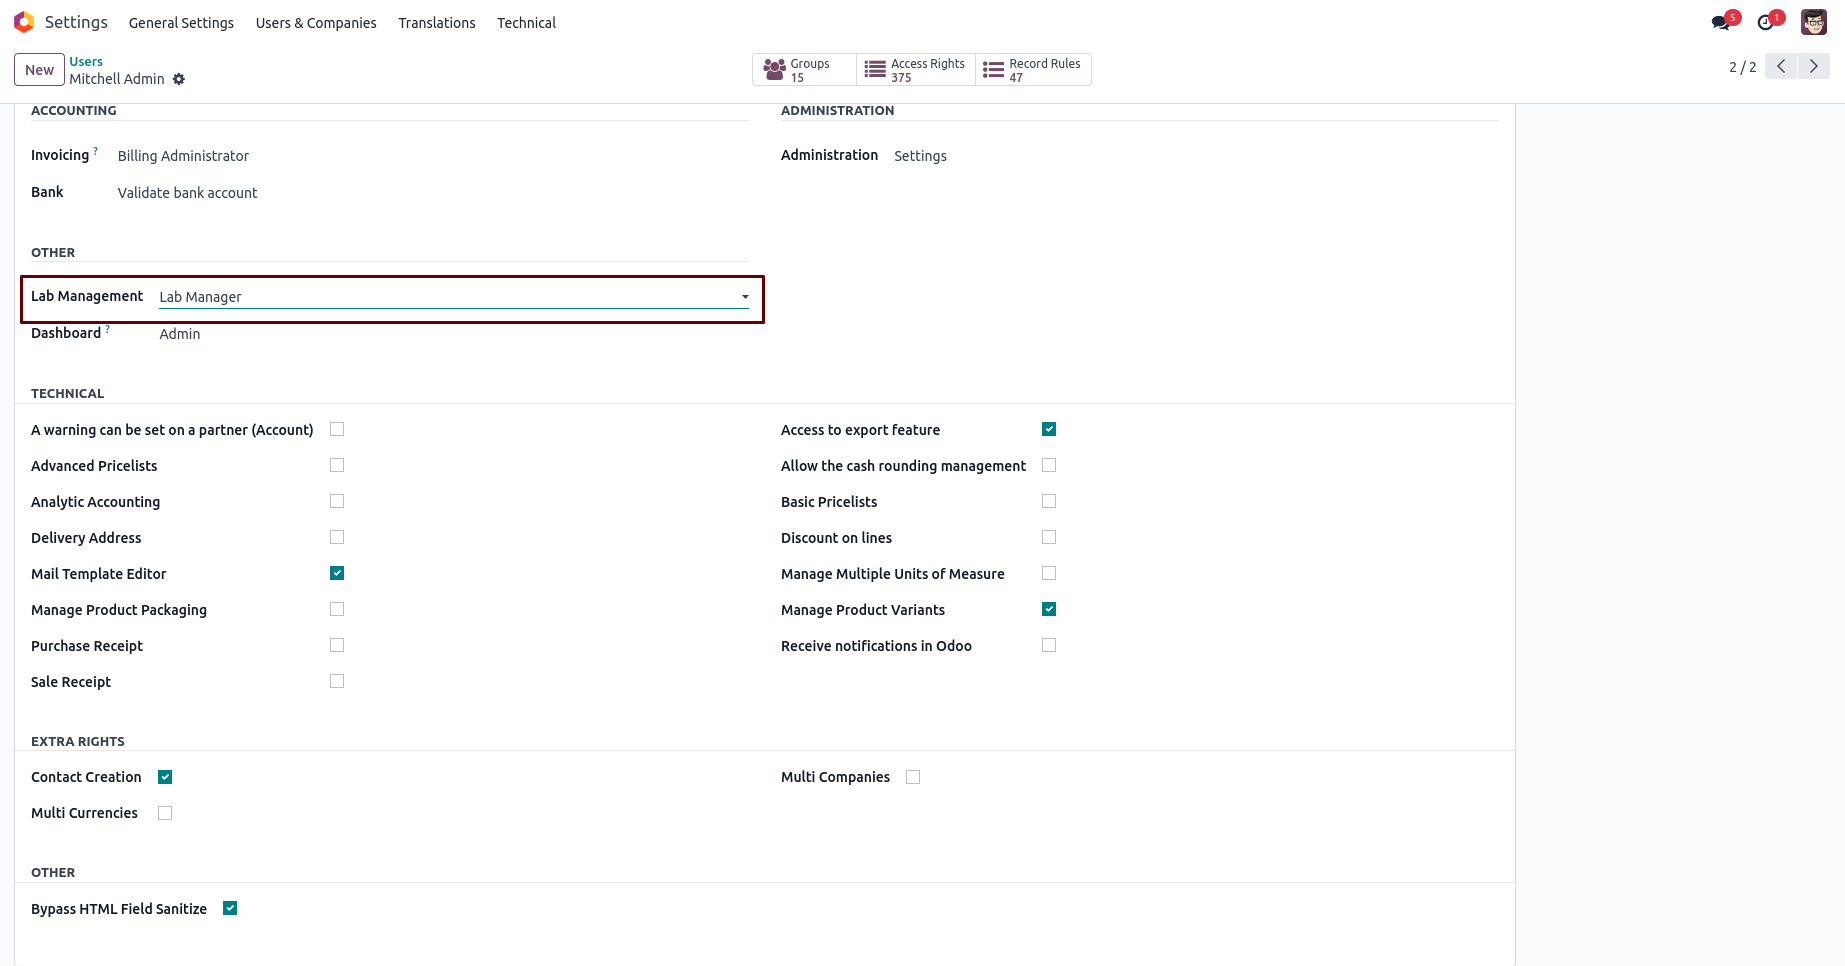 Settings General Settings Users & Companies Translations Technical 5 1
New Users
Mitchell Admin
Groups 15 Access Rights 375 Record Rules 47
2 / 2
ACCOUNTING
Invoicing ? Billing Administrator
Bank Validate bank account
ADMINISTRATION
Administration Settings
OTHER
Lab Management Lab Manager
Dashboard ? Admin
TECHNICAL
A warning can be set on a partner (Account)
Access to export feature
Advanced Pricelists
Allow the cash rounding management
Analytic Accounting
Basic Pricelists
Delivery Address
Discount on lines
Mail Template Editor
Manage Multiple Units of Measure
Manage Product Packaging
Manage Product Variants
Purchase Receipt
Receive notifications in Odoo
Sale Receipt
EXTRA RIGHTS
Contact Creation
Multi Companies
Multi Currencies
OTHER
Bypass HTML Field Sanitize